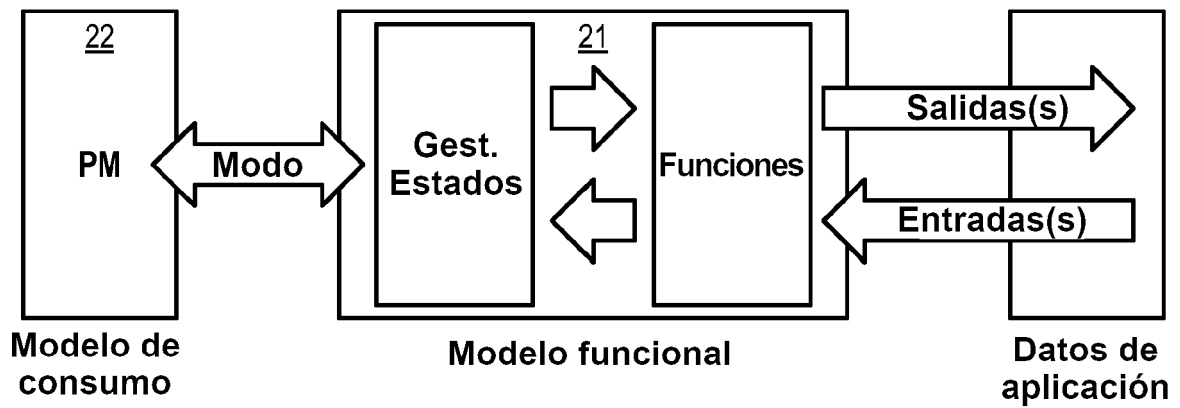 22
PM
Modelo de
consumo
Modo
21
Gest.
Estados
Funciones
Modelo funcional
Salidas(s)
Entradas(s)
Datos de
aplicación